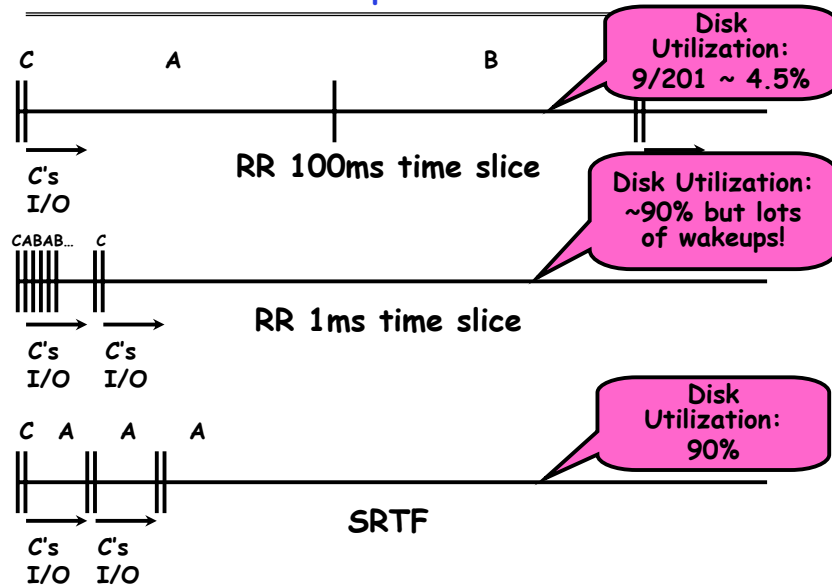 C
A
B
Disk
Utilization:
9/201 ~ 4.5%
C's
I/O
RR 100ms time slice
Disk Utilization:
~90% but lots
of wakeups!
CABAB...
C
C's
I/O
C's
I/O
RR 1ms time slice
Disk
Utilization:
90%
C
A
A
A
C's
I/O
C's
I/O
SRTF